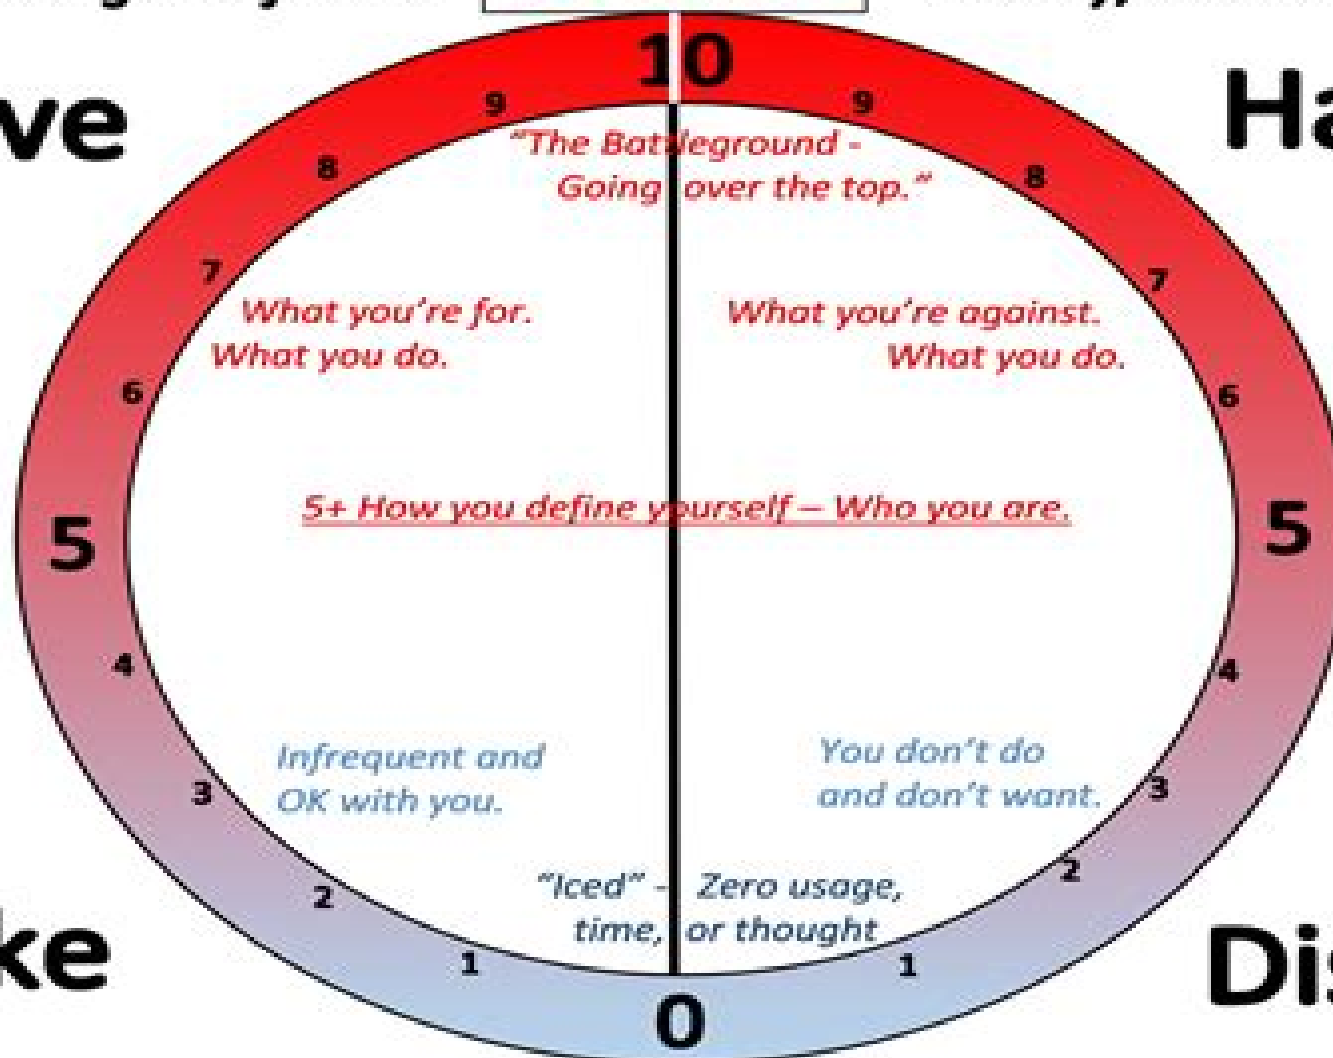 10
9 9
"The Battleground -
Going over the top."
8 8
7 7
What you're for. What you're against.
What you do. What you do.
6 6
5+ How you define yourself – Who you are.
5 5
4 4
Infrequent and You don't do
OK with you. and don't want.
3 3
2 2
"Iced" - Zero usage,
time, or thought
1 1
0
ve
Ha
ke
Dis